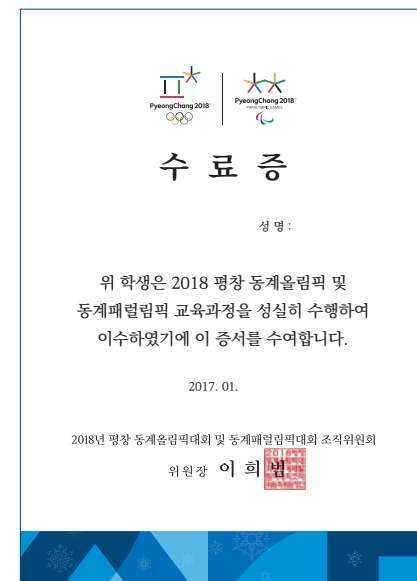 PyeongChang 2018
PyeongChang 2018
PARALYMPIC GAMES
수 료 증
성 명 :
위 학생은 2018 평창 동계올림픽 및
동계패럴림픽 교육과정을 성실히 수행하여
이수하였기에 이 증서를 수여합니다.
2017. 01.
2018년 평창 동계올림픽대회 및 동계패럴림픽대회 조직위원회
위원장 이 희 범